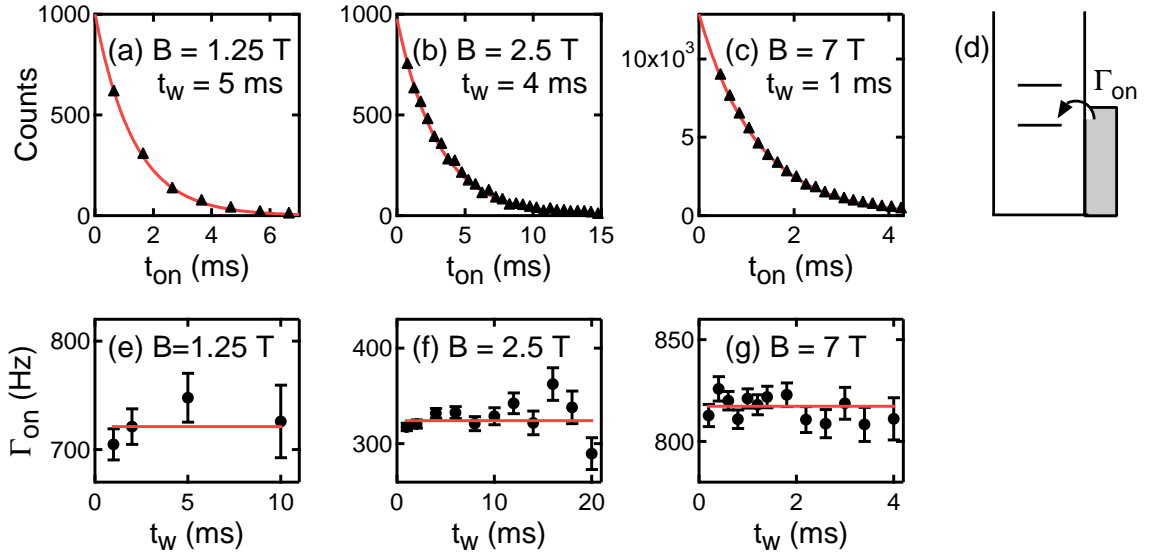 1000
500
0
Counts
(a) B = 1.25 T
t_w = 5 ms
0 2 4 6
t_on (ms)
1000
500
0
(b) B = 2.5 T
t_w = 4 ms
0 5 10 15
t_on (ms)
10x10³
5
0
(c) B = 7 T
t_w = 1 ms
0 2 4
t_on (ms)
(d)
Γ_on
800
700
Γ_on (Hz)
(e) B=1.25 T
0 5 10
t_w (ms)
400
300
(f) B = 2.5 T
0 10 20
t_w (ms)
850
800
(g) B = 7 T
0 2 4
t_w (ms)